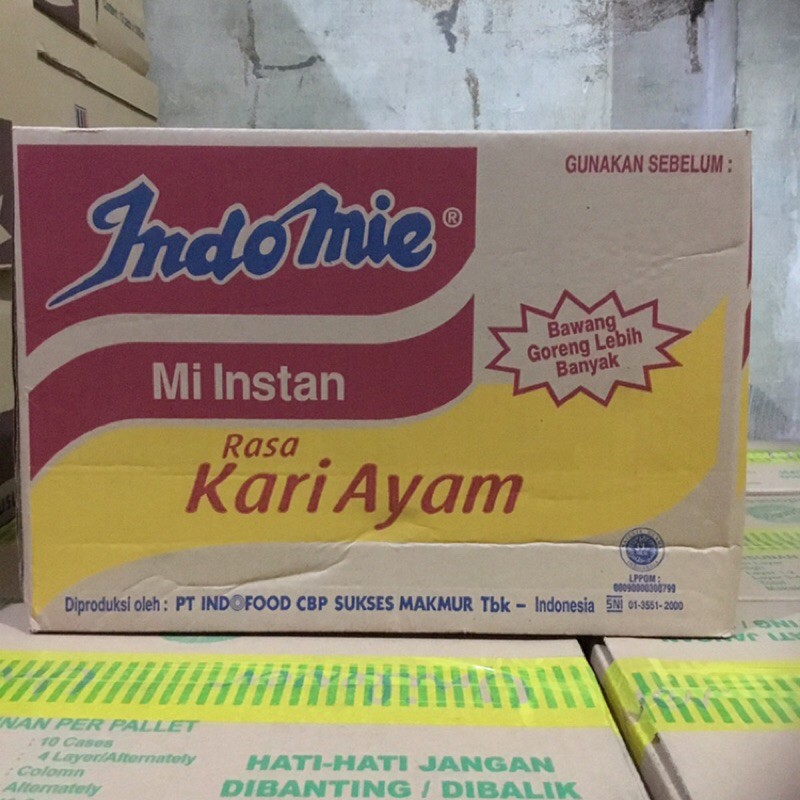 Indomie®
GUNAKAN SEBELUM :
Bawang
Goreng Lebih
Banyak
Mi Instan
Rasa
Kari Ayam
LPPOM :
00090000300799
Diproduksi oleh : PT INDOFOOD CBP SUKSES MAKMUR Tbk – Indonesia SNI 01-3551-2000
PER PALLET
: 10 Cases
: 4 Layer/Alternately
: Colomn
Alternately
HATI-HATI JANGAN
DIBANTING / DIBALIK